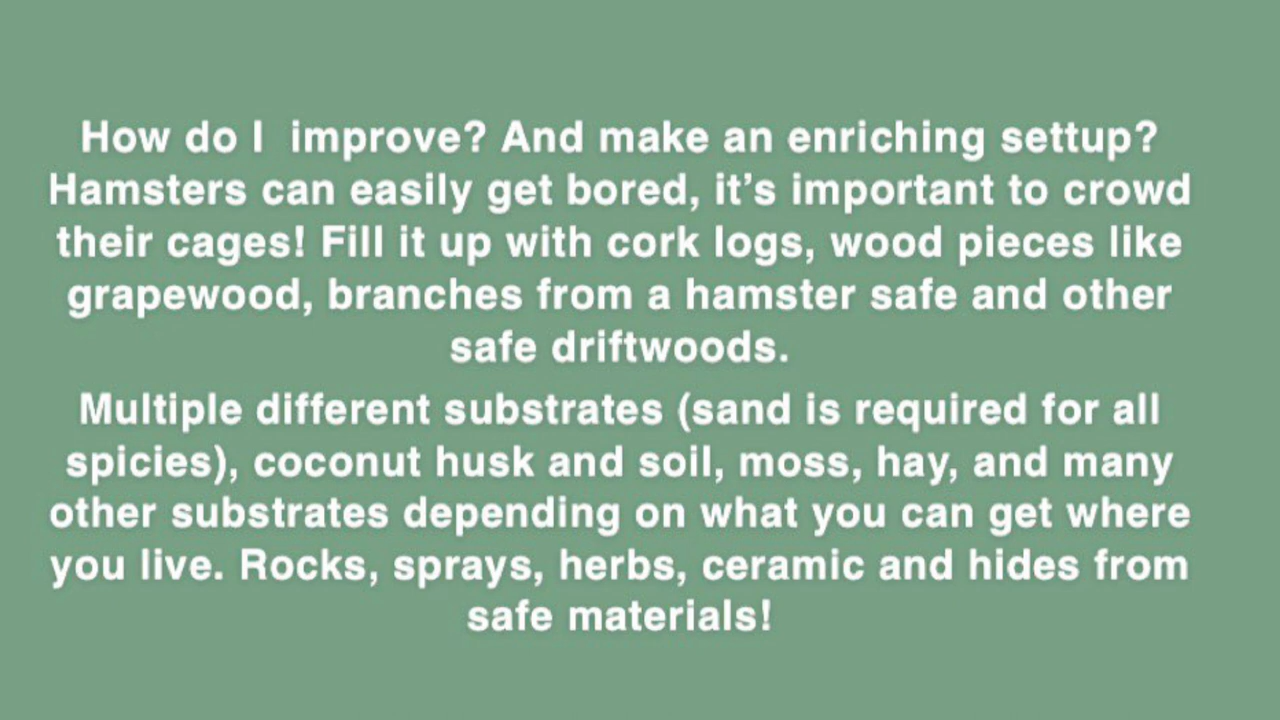 How do I  improve? And make an enriching settup?
Hamsters can easily get bored, it’s important to crowd
their cages! Fill it up with cork logs, wood pieces like
grapewood, branches from a hamster safe and other
safe driftwoods.
Multiple different substrates (sand is required for all
spicies), coconut husk and soil, moss, hay, and many
other substrates depending on what you can get where
you live. Rocks, sprays, herbs, ceramic and hides from
safe materials!